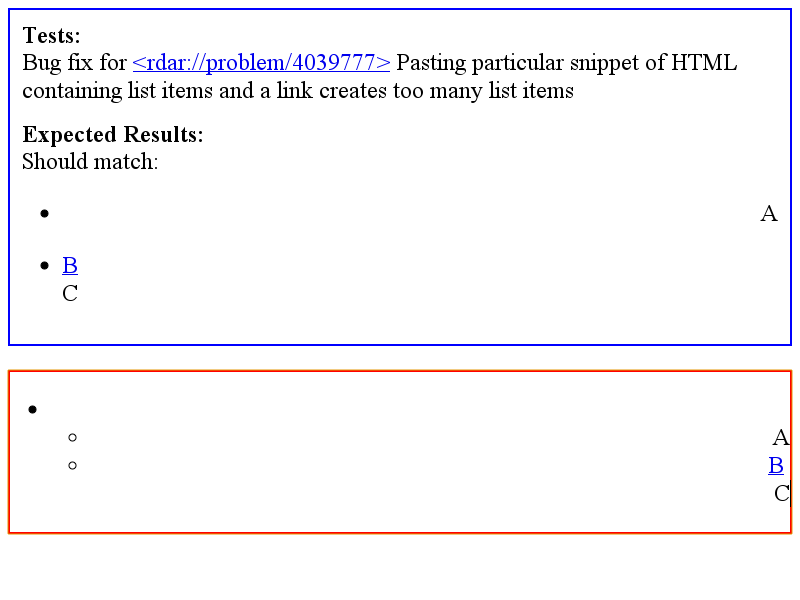 Tests:
Bug fix for <rdar://problem/4039777> Pasting particular snippet of HTML
containing list items and a link creates too many list items
Expected Results:
Should match:
A
B
C
A
B
C